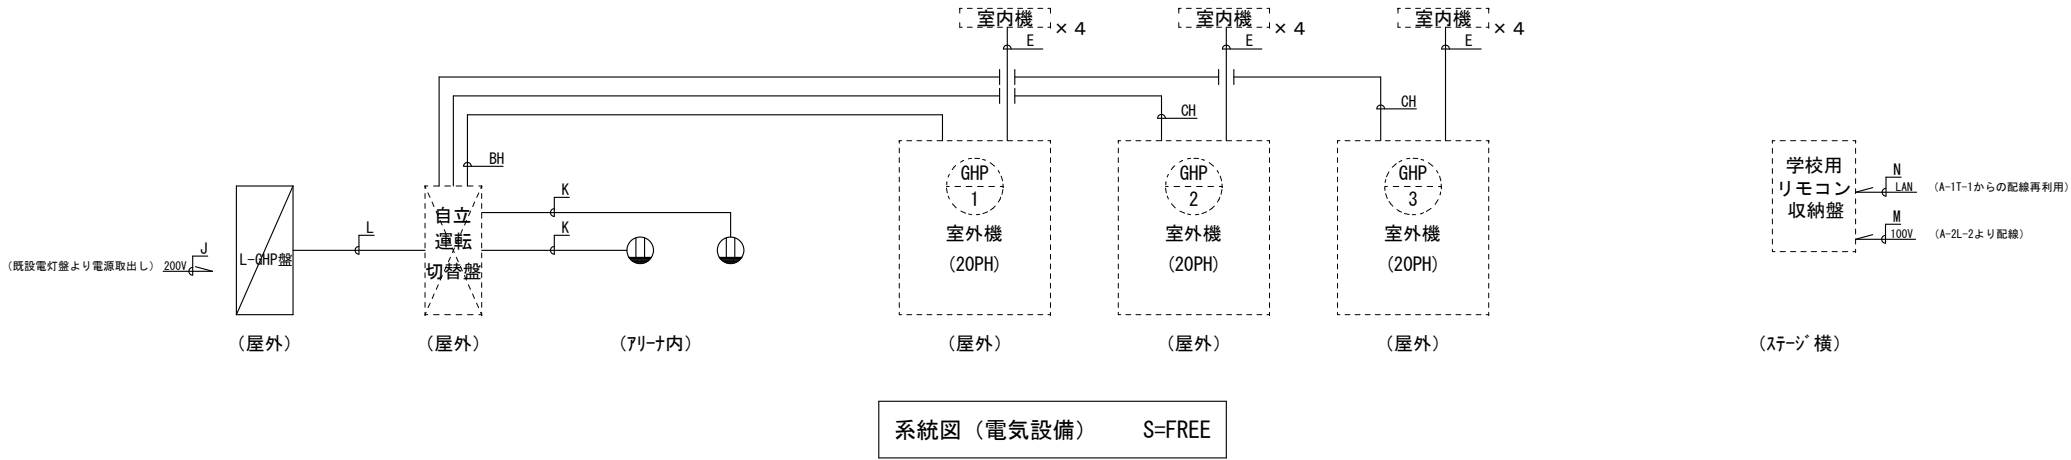 室内機 × 4
室内機 × 4
室内機 × 4
E
E
E
CH
CH
BH
GHP
1
室外機
(20PH)
GHP
2
室外機
(20PH)
GHP
3
室外機
(20PH)
学校用
リモコン
収納盤
N
LAN
(A-1T-1からの配線再利用)
M
100V
(A-2L-2より配線)
K
K
自立
運転
切替盤
L
L-GHP盤
J
200V
(既設電灯盤より電源取出し)
(屋外)
(屋外)
(ｱﾘｰﾅ内)
(屋外)
(屋外)
(屋外)
(ｽﾃｰｼﾞ横)
系統図（電気設備） S=FREE